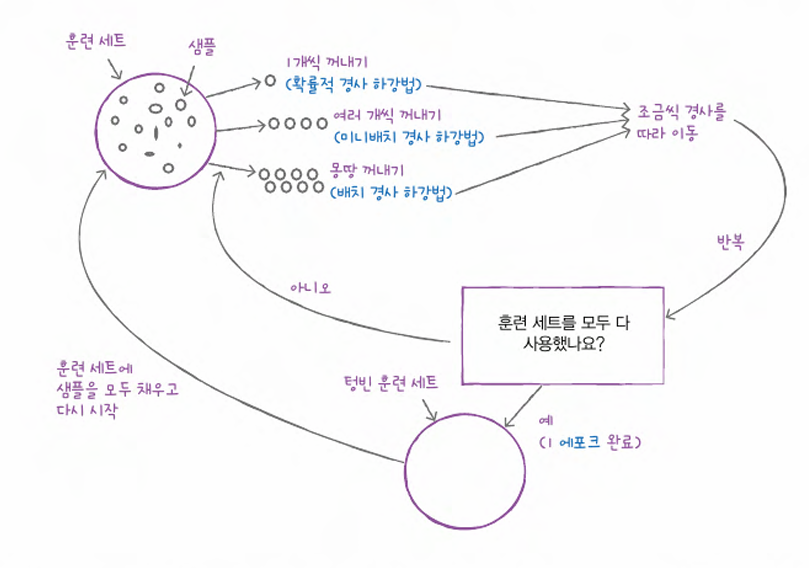 훈련 세트
샘플
1개씩 꺼내기
(확률적 경사 하강법)
여러 개씩 꺼내기
(미니배치 경사 하강법)
몽땅 꺼내기
(배치 경사 하강법)
조금씩 경사를
따라 이동
반복
아니오
훈련 세트를 모두 다
사용했나요?
훈련 세트에
샘플을 모두 채우고
다시 시작
텅빈 훈련 세트
예
(1 에포크 완료)